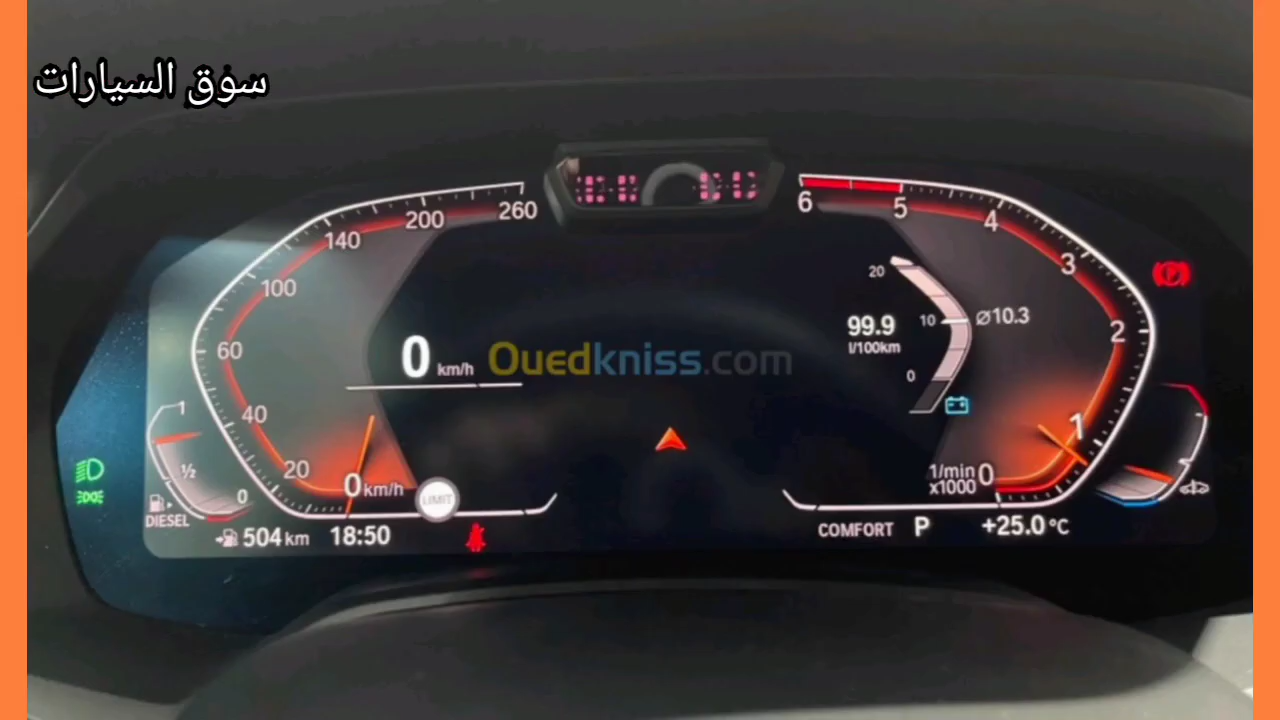 سوق السيارات
260
200
140
100
60
40
20
0 km/h
6
5
4
3
2
1
0
1/min
x1000
20
10
0
⌀10.3
99.9
l/100km
0 km/h
Ouedkniss.com
1
½
0
DIESEL
LIMIT
504 km
18:50
COMFORT
P
+25.0 °C